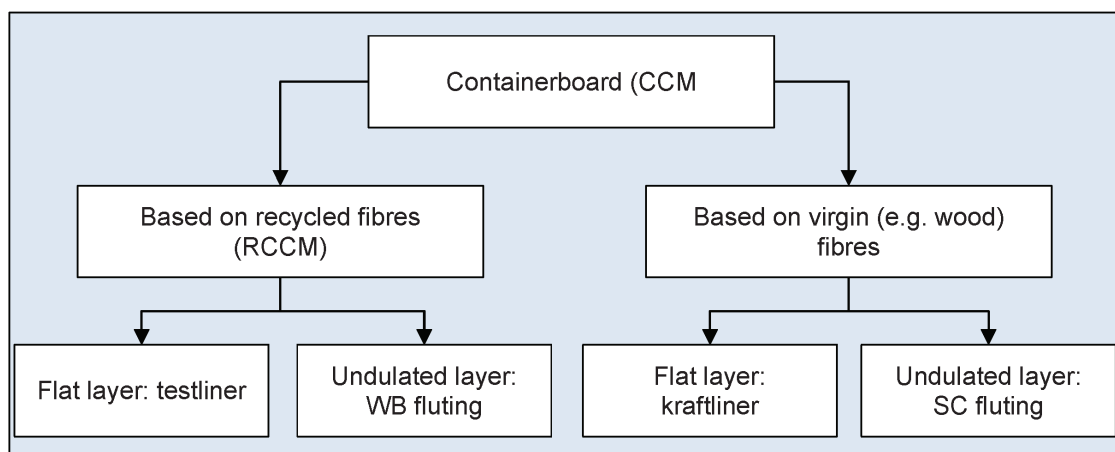 Containerboard (CCM
Based on recycled fibres
(RCCM)
Based on virgin (e.g. wood)
fibres
Flat layer: testliner
Undulated layer:
WB fluting
Flat layer:
kraftliner
Undulated layer:
SC fluting